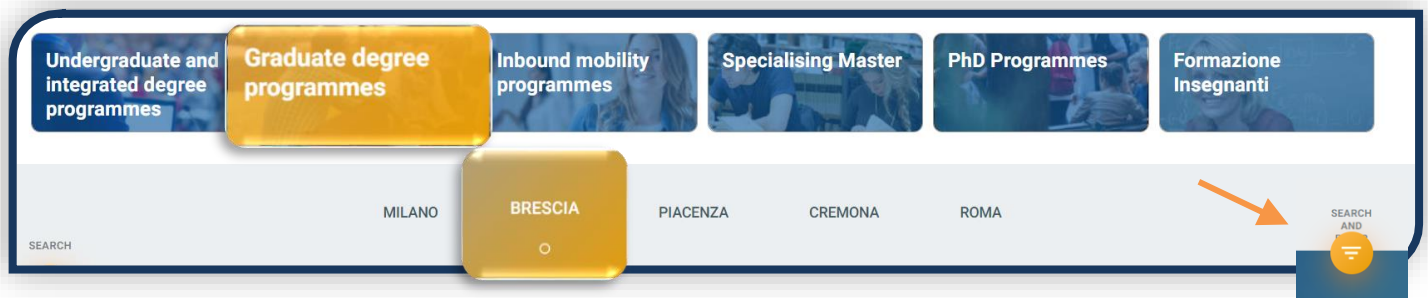 Undergraduate and
integrated degree
programmes
Graduate degree
programmes
Inbound mobility
programmes
Specialising Master
PhD Programmes
Formazione
Insegnanti
MILANO
BRESCIA
PIACENZA
CREMONA
ROMA
SEARCH
SEARCH
AND